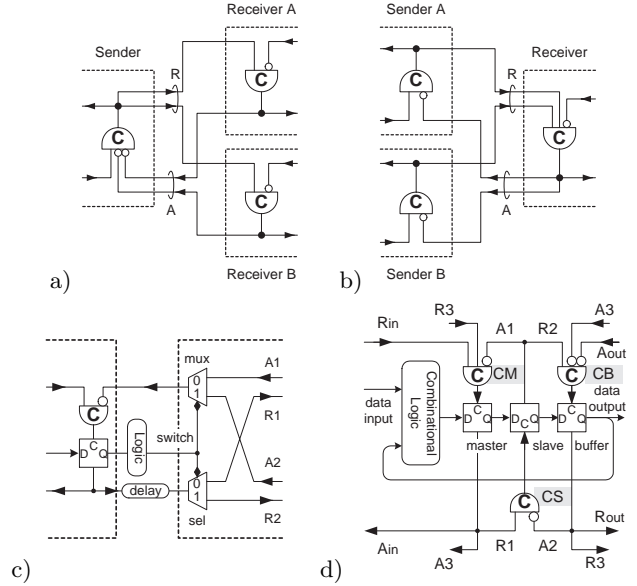 Receiver A
Sender
R
C
C
A
C
Receiver B
a)
Sender A
Receiver
C
R
C
C
A
Sender B
b)
mux
0
1
A1
R1
C
switch
D C Q
Logic
delay
0
1
sel
A2
R2
c)
R3
A3
Rin
A1
R2
Aout
C CM
C CB
data input
Combinational Logic
D C Q
D C Q
D C Q
data output
master
slave
buffer
C CS
Ain
R1
A2
Rout
A3
R3
d)